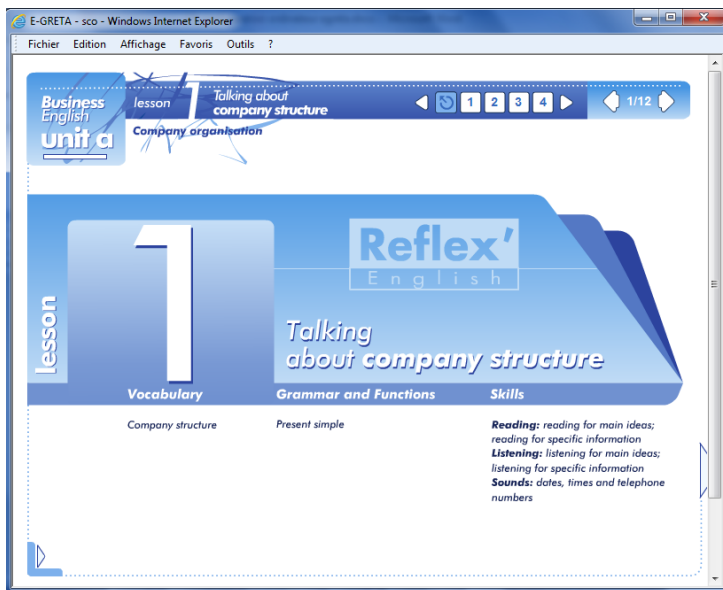 E-GRETA - sco - Windows Internet Explorer
Fichier Edition Affichage Favoris Outils ?
Business
English
unit a
lesson 1 Talking about
company structure
Company organisation
1 2 3 4
1/12
lesson
1
Reflex'
English
Talking
about company structure
Vocabulary Grammar and Functions Skills
Company structure Present simple Reading: reading for main ideas;
reading for specific information
Listening: listening for main ideas;
listening for specific information
Sounds: dates, times and telephone
numbers